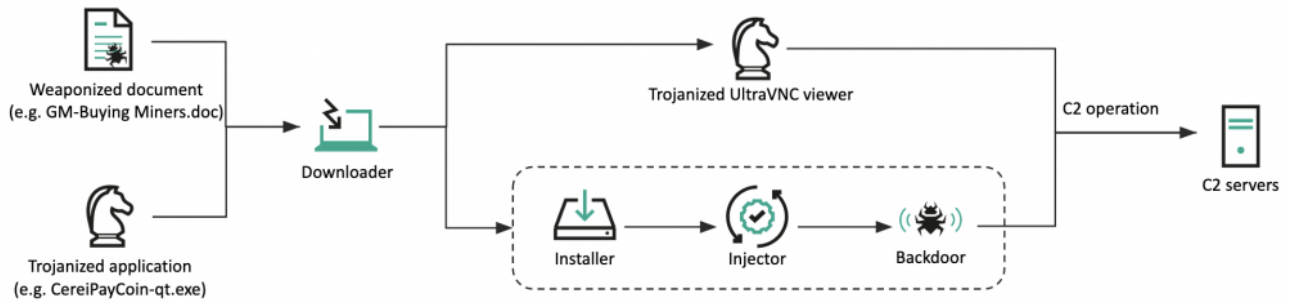 Weaponized document
(e.g. GM-Buying Miners.doc)
Trojanized application
(e.g. CereiPayCoin-qt.exe)
Downloader
Trojanized UltraVNC viewer
Installer
Injector
Backdoor
C2 operation
C2 servers